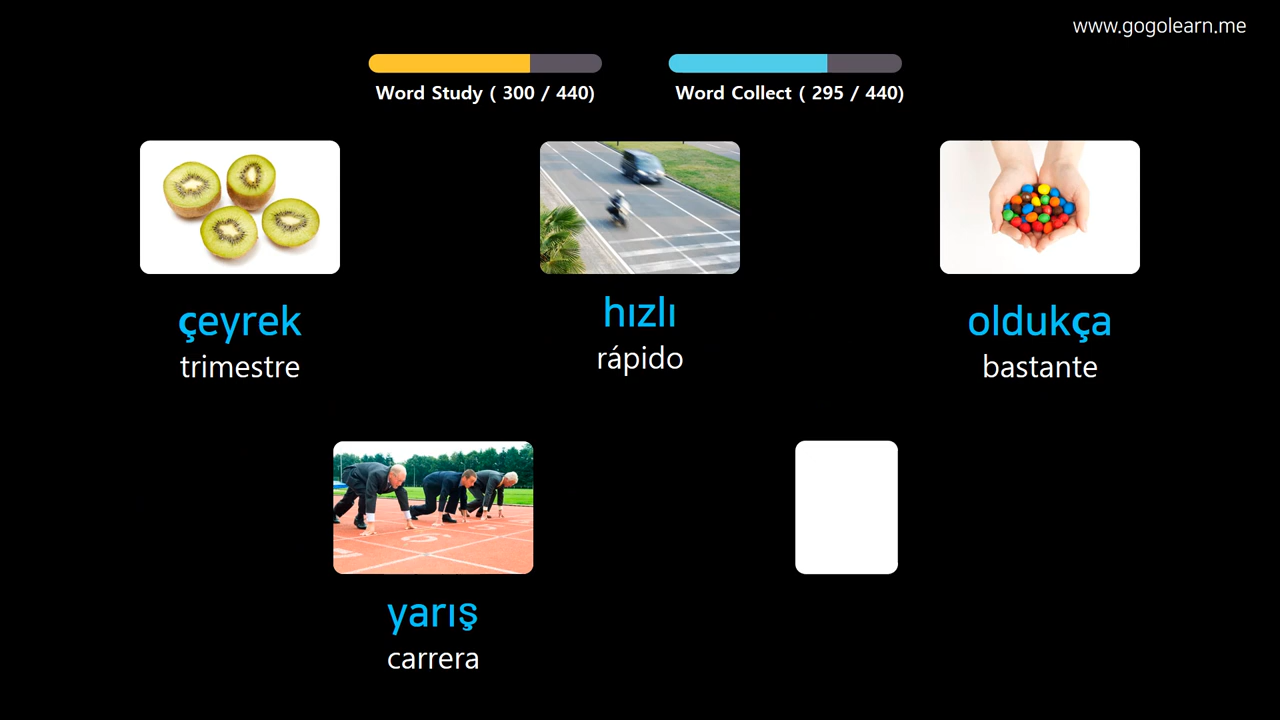 www.gogolearn.me
Word Study ( 300 / 440)
Word Collect ( 295 / 440)
çeyrek
trimestre
hızlı
rápido
oldukça
bastante
yarış
carrera